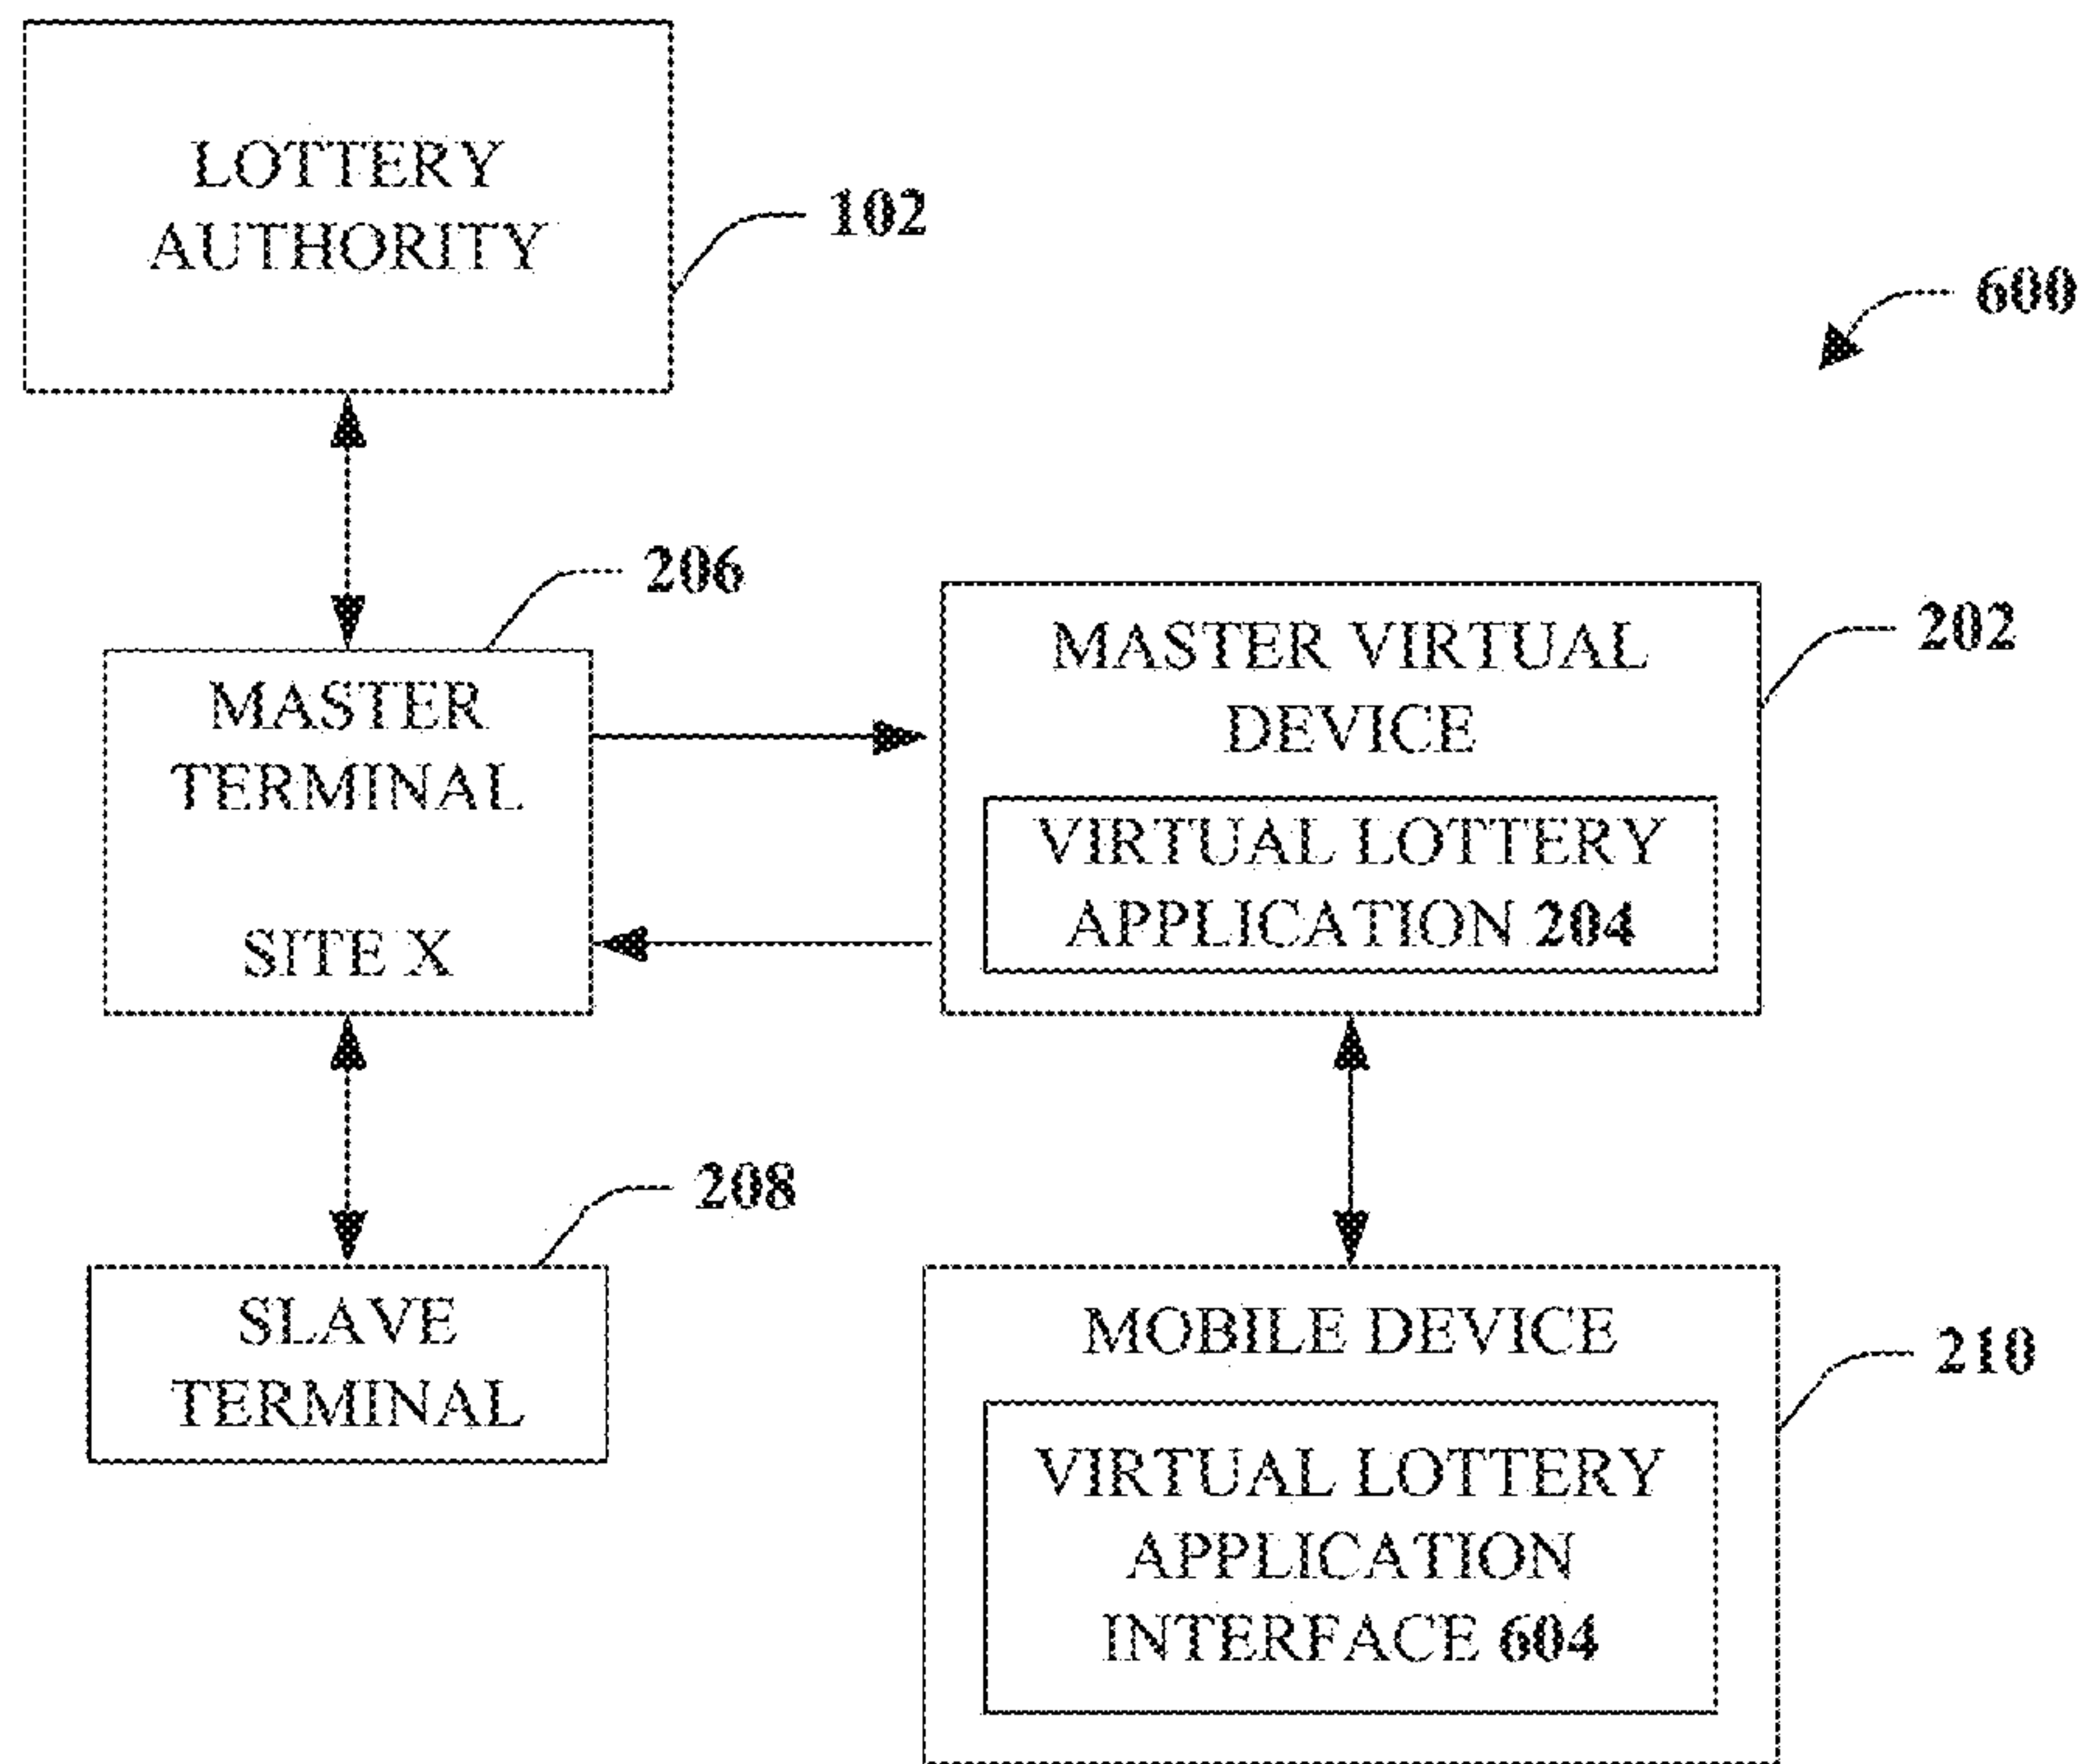 LOTTERY
AUTHORITY
102
600
206
MASTER
TERMINAL
SITE X
MASTER VIRTUAL
DEVICE
202
VIRTUAL LOTTERY
APPLICATION 204
208
SLAVE
TERMINAL
MOBILE DEVICE
210
VIRTUAL LOTTERY
APPLICATION
INTERFACE 604